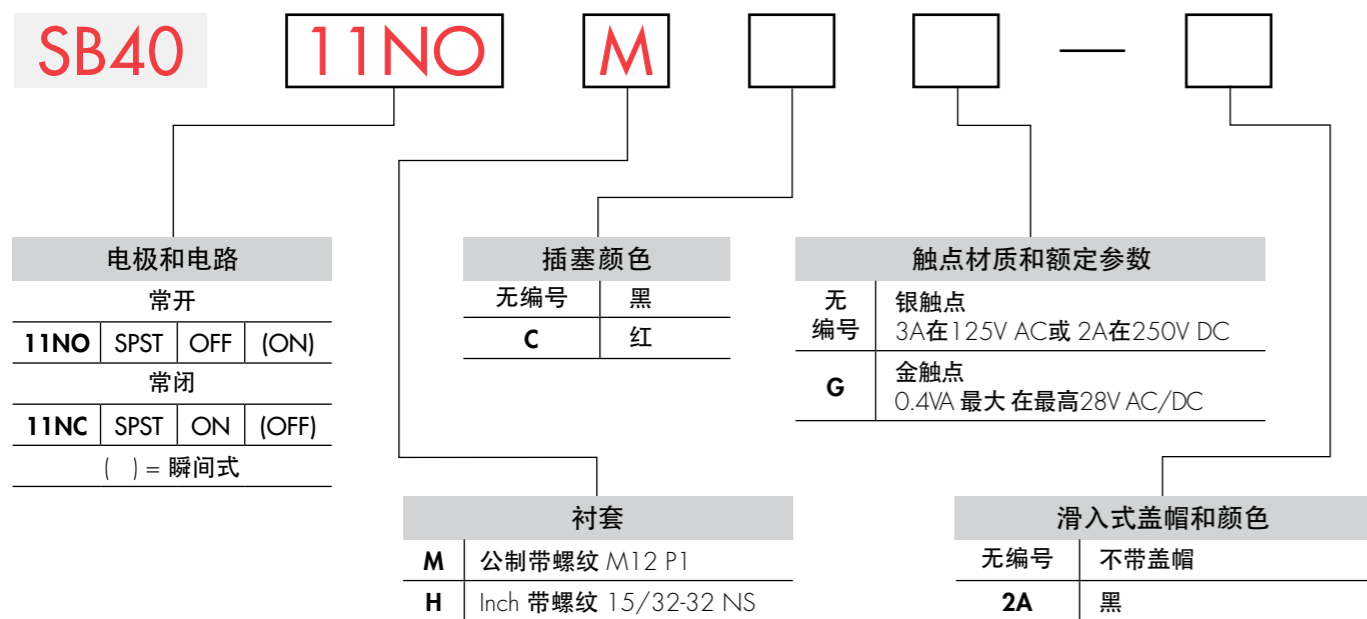 SB40 11NO M —
电极和电路
常开
11NO SPST OFF (ON)
常闭
11NC SPST ON (OFF)
( ) = 瞬间式
插塞颜色
无编号 黑
C 红
触点材质和额定参数
无编号 银触点
3A在125V AC或 2A在250V DC
G 金触点
0.4VA 最大 在最高28V AC/DC
衬套
M 公制带螺纹 M12 P1
H Inch 带螺纹 15/32-32 NS
滑入式盖帽和颜色
无编号 不带盖帽
2A 黑